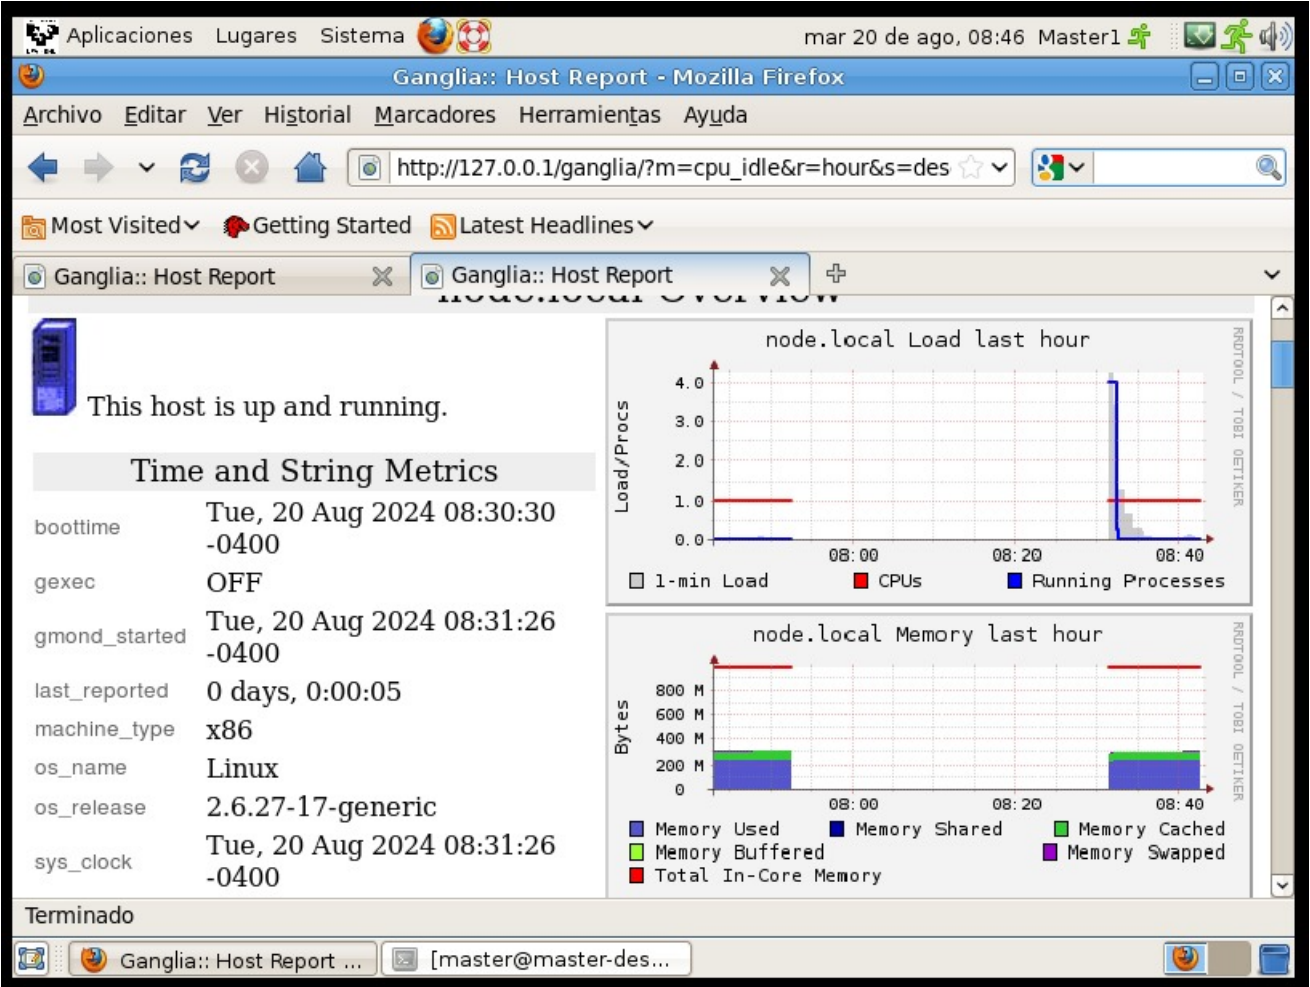 Aplicaciones Lugares Sistema mar 20 de ago, 08:46 Master1
Ganglia:: Host Report - Mozilla Firefox
Archivo Editar Ver Historial Marcadores Herramientas Ayuda
http://127.0.0.1/ganglia/?m=cpu_idle&r=hour&s=des
Most Visited Getting Started Latest Headlines
Ganglia:: Host Report Ganglia:: Host Report
node.local Overview
This host is up and running.
Time and String Metrics
boottime Tue, 20 Aug 2024 08:30:30
-0400
gexec OFF
gmond_started Tue, 20 Aug 2024 08:31:26
-0400
last_reported 0 days, 0:00:05
machine_type x86
os_name Linux
os_release 2.6.27-17-generic
sys_clock Tue, 20 Aug 2024 08:31:26
-0400
node.local Load last hour
RRDTOOL / TOBI OETIKER
Load/Procs
4.0
3.0
2.0
1.0
0.0
08:00 08:20 08:40
1-min Load CPUs Running Processes
node.local Memory last hour
RRDTOOL / TOBI OETIKER
Bytes
800 M
600 M
400 M
200 M
0
08:00 08:20 08:40
Memory Used Memory Shared Memory Cached
Memory Buffered Memory Swapped
Total In-Core Memory
Terminado
Ganglia:: Host Report ... [master@master-des...